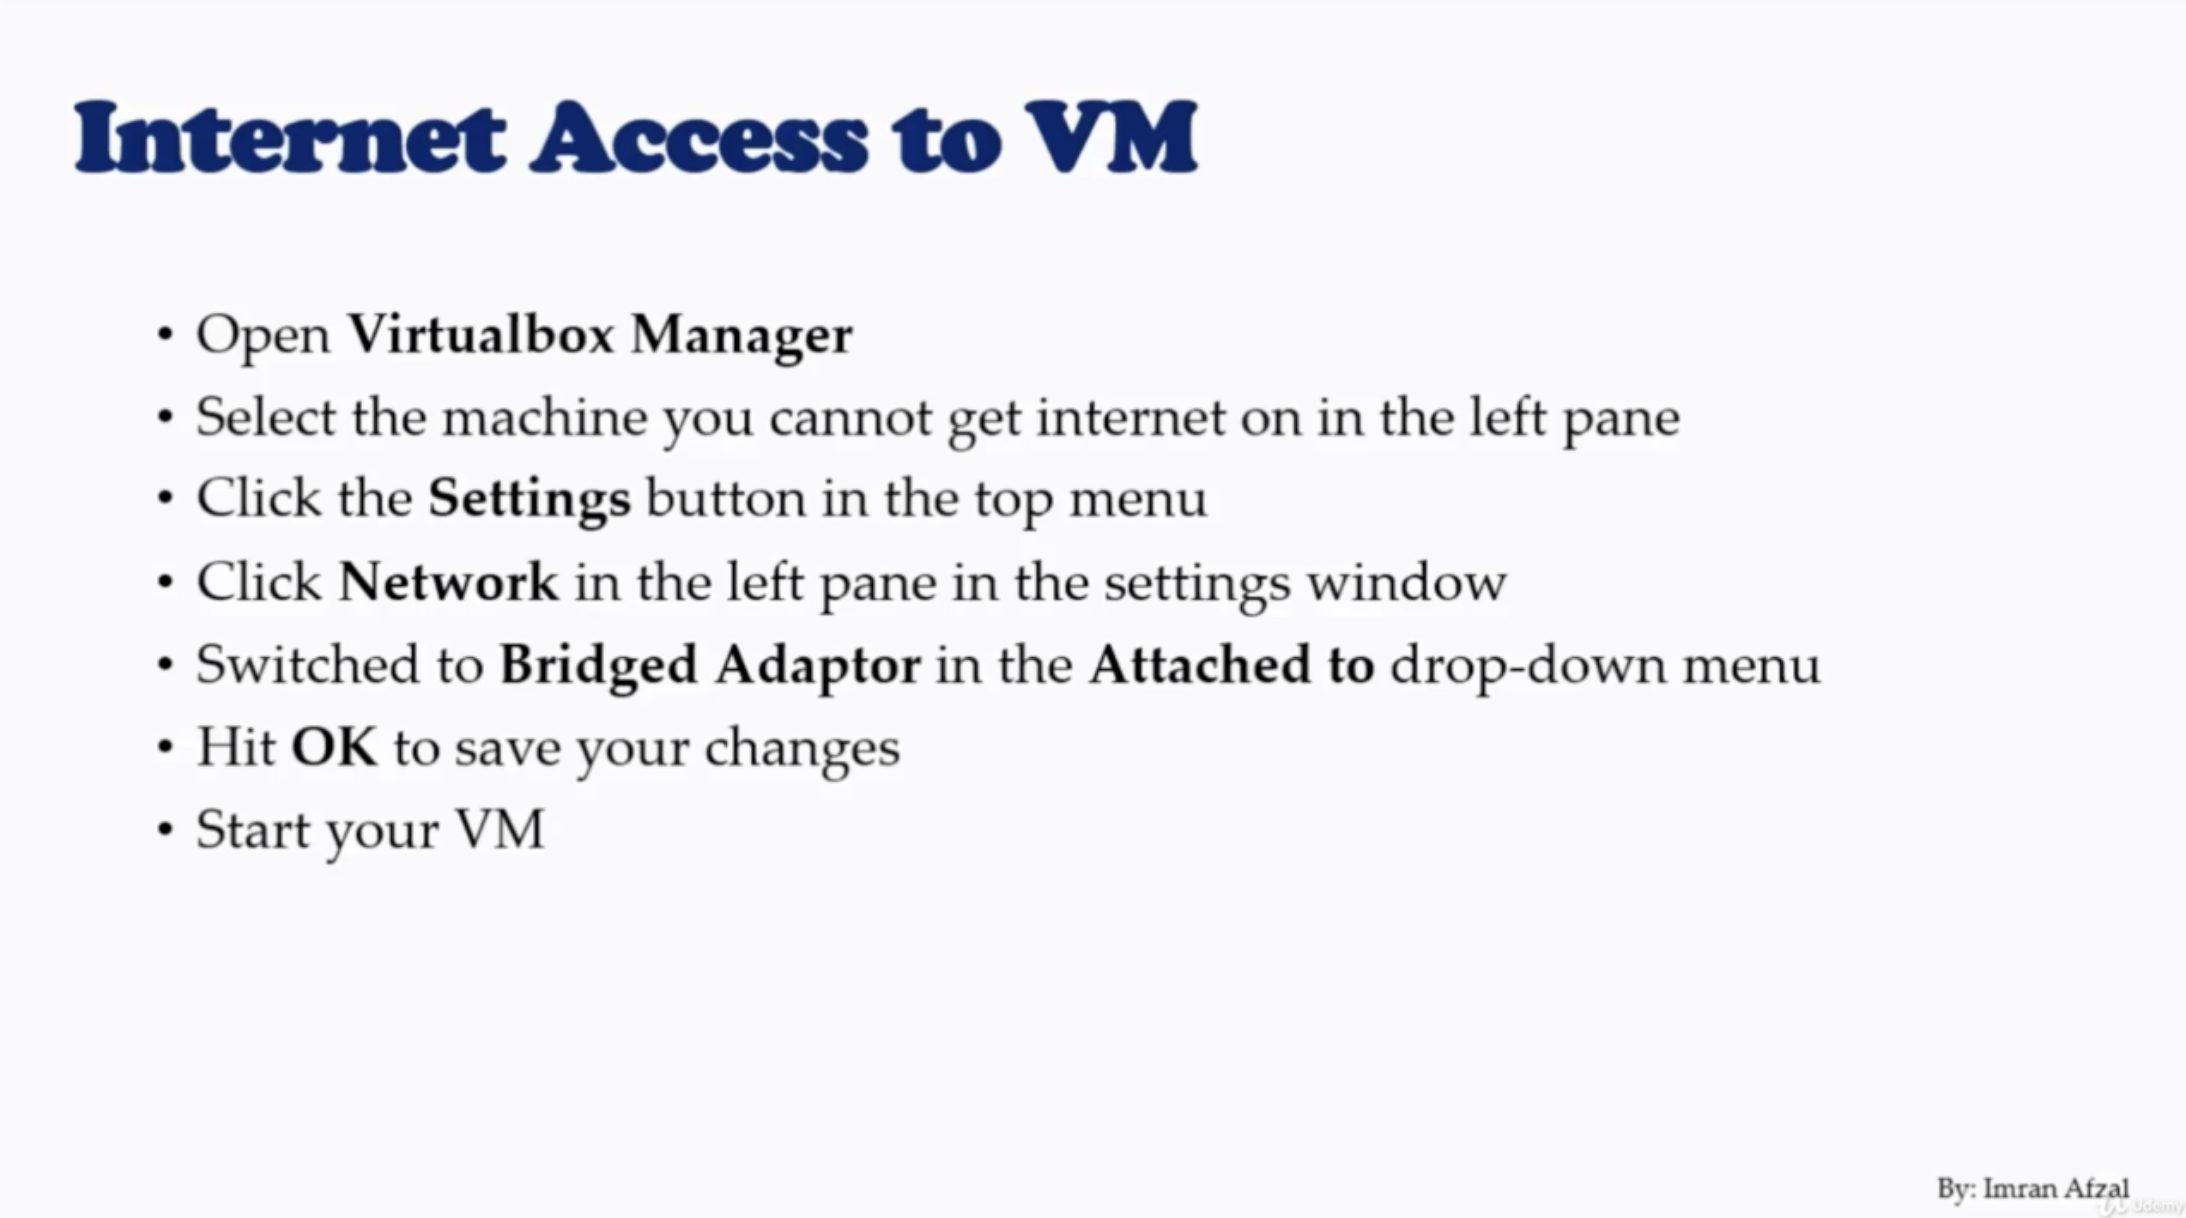 Internet Access to VM
• Open Virtualbox Manager
• Select the machine you cannot get internet on in the left pane
• Click the Settings button in the top menu
• Click Network in the left pane in the settings window
• Switched to Bridged Adaptor in the Attached to drop-down menu
• Hit OK to save your changes
• Start your VM
By: Imran Afzal
Udemy